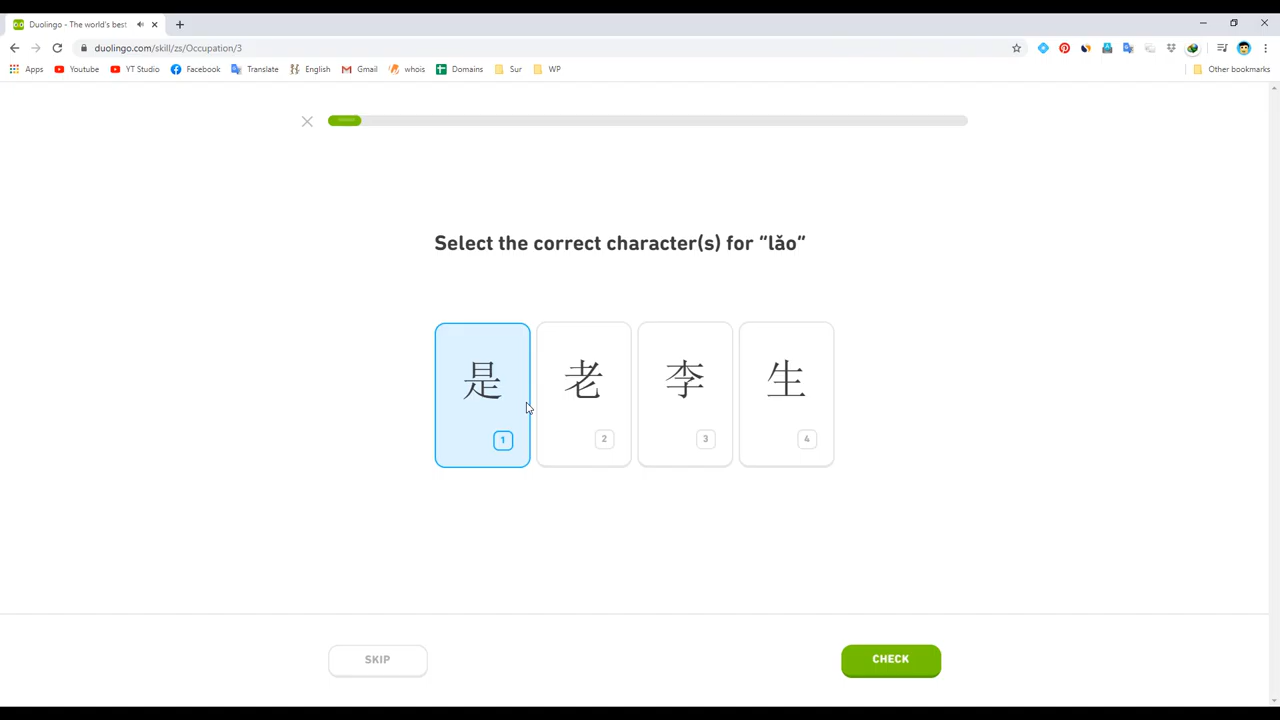 Duolingo - The world's best
duolingo.com/skill/zs/Occupation/3
Apps Youtube YT Studio Facebook Translate English Gmail whois Domains Sur WP Other bookmarks
Select the correct character(s) for "lǎo"
是 老 李 生
1 2 3 4
SKIP CHECK